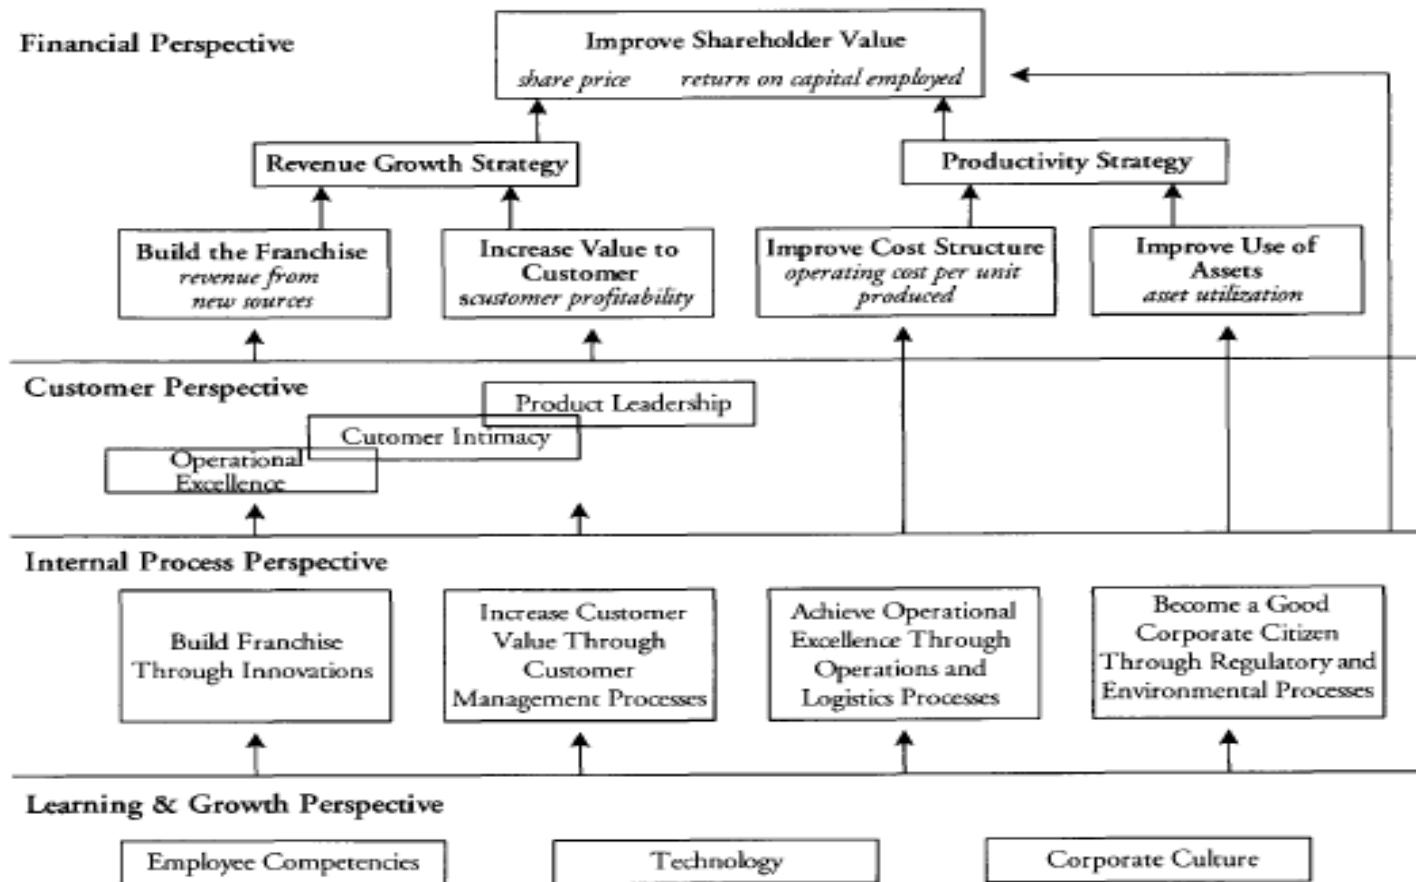 Financial Perspective
Improve Shareholder Value
share price return on capital employed
Revenue Growth Strategy
Productivity Strategy
Build the Franchise
revenue from
new sources
Increase Value to
Customer
scustomer profitability
Improve Cost Structure
operating cost per unit
produced
Improve Use of
Assets
asset utilization
Customer Perspective
Product Leadership
Cutomer Intimacy
Operational
Excellence
Internal Process Perspective
Build Franchise
Through Innovations
Increase Customer
Value Through
Customer
Management Processes
Achieve Operational
Excellence Through
Operations and
Logistics Processes
Become a Good
Corporate Citizen
Through Regulatory and
Environmental Processes
Learning & Growth Perspective
Employee Competencies
Technology
Corporate Culture